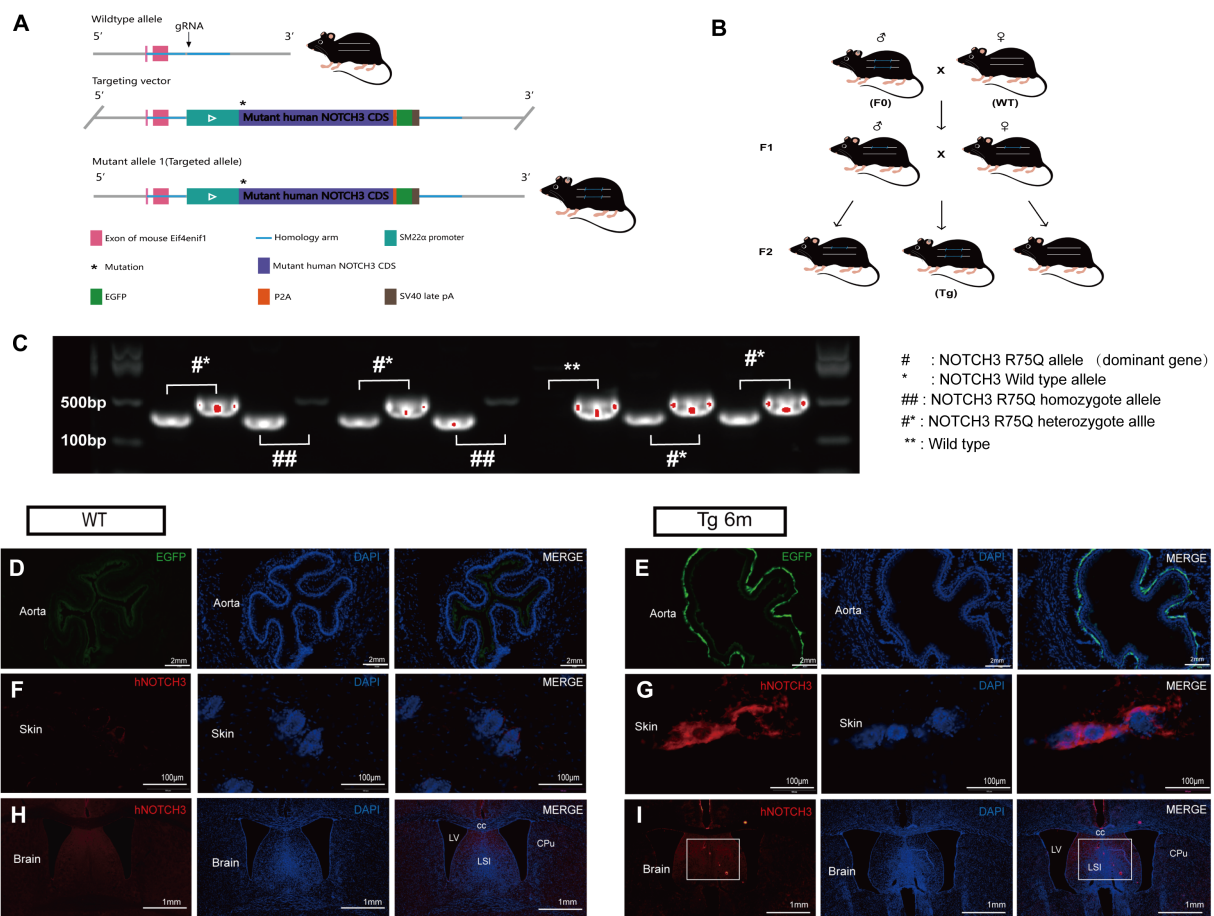 A
Wildtype allele
gRNA
5’
3’
Targeting vector
5’
3’
*
Mutant human NOTCH3 CDS
Mutant allele 1(Targeted allele)
5’
3’
*
Mutant human NOTCH3 CDS
Exon of mouse Eif4enif1
Homology arm
SM22α promoter
* Mutation
Mutant human NOTCH3 CDS
EGFP
P2A
SV40 late pA
B
♂
♀
x
(F0)
(WT)
♂
♀
F1
x
F2
(Tg)
C
#*
#*
**
#*
500bp
100bp
##
##
#*
# : NOTCH3 R75Q allele （dominant gene）
* : NOTCH3 Wild type allele
## : NOTCH3 R75Q homozygote allele
#* : NOTCH3 R75Q heterozygote allle
** : Wild type
WT
Tg 6m
D
EGFP
Aorta
2mm
DAPI
Aorta
2mm
MERGE
2mm
E
EGFP
Aorta
2mm
DAPI
Aorta
2mm
MERGE
2mm
F
hNOTCH3
Skin
100μm
DAPI
Skin
100μm
MERGE
100μm
G
hNOTCH3
Skin
100μm
DAPI
Skin
100μm
MERGE
100μm
H
hNOTCH3
Brain
1mm
DAPI
Brain
1mm
MERGE
cc
LV
CPu
LSI
1mm
I
hNOTCH3
Brain
1mm
DAPI
Brain
1mm
MERGE
cc
LV
CPu
LSI
1mm